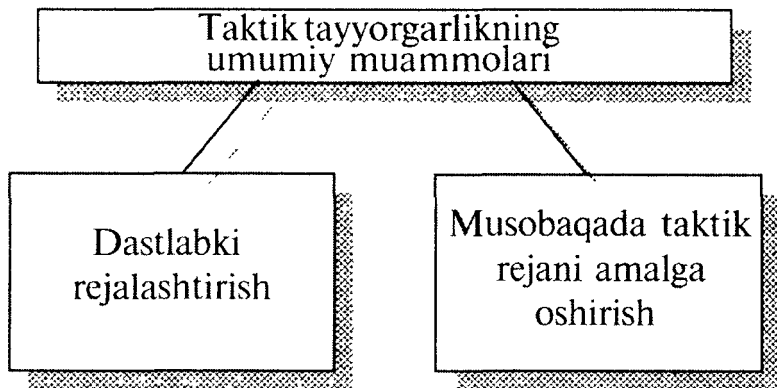 Taktik tayyorgarlikning
umumiy muammolari
Dastlabki
rejalashtirish
Musobaqada taktik
rejani amalga
oshirish